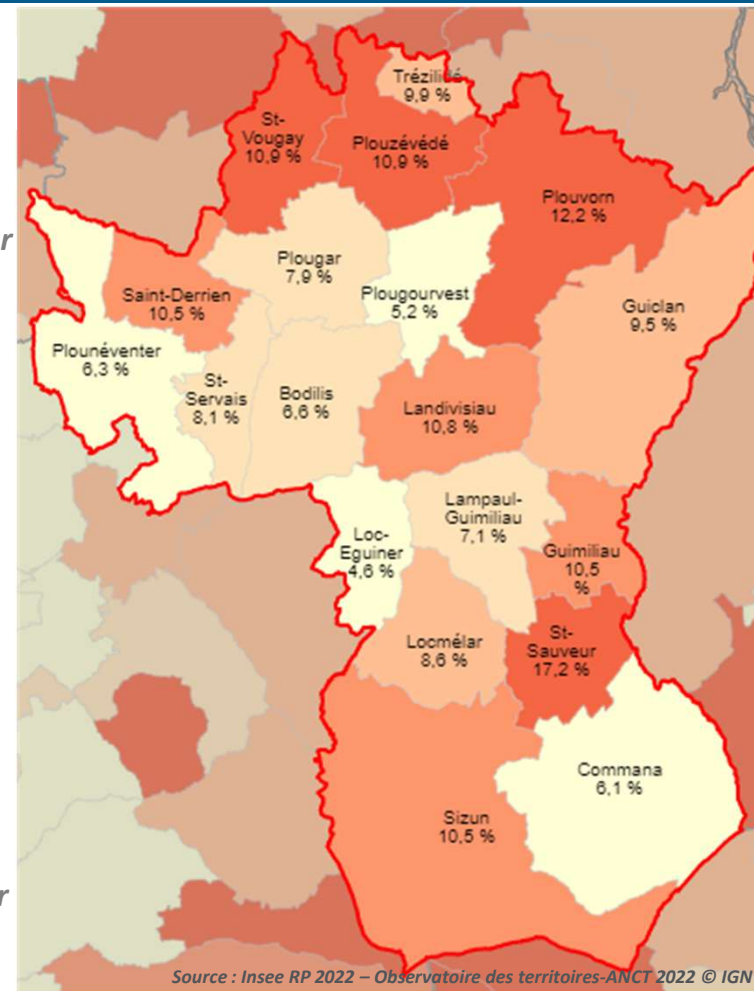 Trézilidé
9,9 %
St-
Vougay
10,9 %
Plouzévédé
10,9 %
Plouvorn
12,2 %
r
Plougar
7,9 %
Plougourvest
5,2 %
Saint-Derrien
10,5 %
Guiclan
9,5 %
Plounéventer
6,3 %
St-
Servais
8,1 %
Bodilis
6,6 %
Landivisiau
10,8 %
Lampaul-
Guimiliau
7,1 %
Loc-
Eguiner
4,6 %
Guimiliau
10,5
%
Locmélar
8,6 %
St-
Sauveur
17,2 %
Commana
6,1 %
Sizun
10,5 %
r
Source : Insee RP 2022 – Observatoire des territoires-ANCT 2022 © IGN